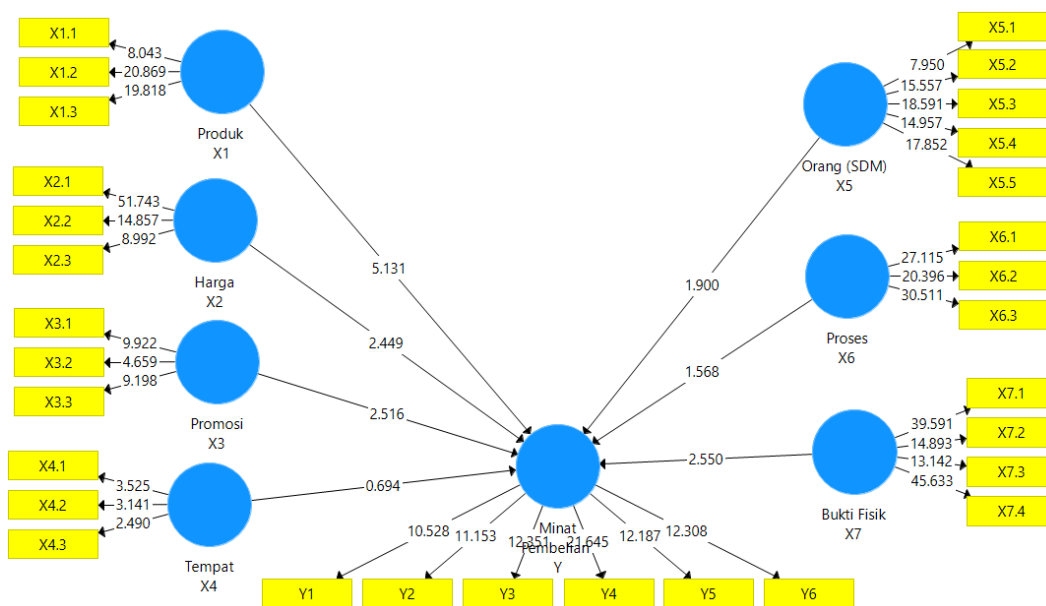 X1.1
8.043
X1.2
20.869
X1.3
19.818
Produk
X1
X2.1
51.743
X2.2
14.857
X2.3
8.992
Harga
X2
X3.1
9.922
X3.2
4.659
X3.3
9.198
Promosi
X3
X4.1
3.525
X4.2
3.141
X4.3
2.490
Tempat
X4
5.131
2.449
2.516
0.694
X5.1
7.950
X5.2
15.557
X5.3
18.591
X5.4
14.957
X5.5
17.852
Orang (SDM)
X5
X6.1
27.115
X6.2
20.396
X6.3
30.511
Proses
X6
X7.1
39.591
X7.2
14.893
X7.3
13.142
X7.4
45.633
Bukti Fisik
X7
1.900
1.568
2.550
Minat
Pembelian
Y
10.528
11.153
12.351
21.645
12.187
12.308
Y1
Y2
Y3
Y4
Y5
Y6